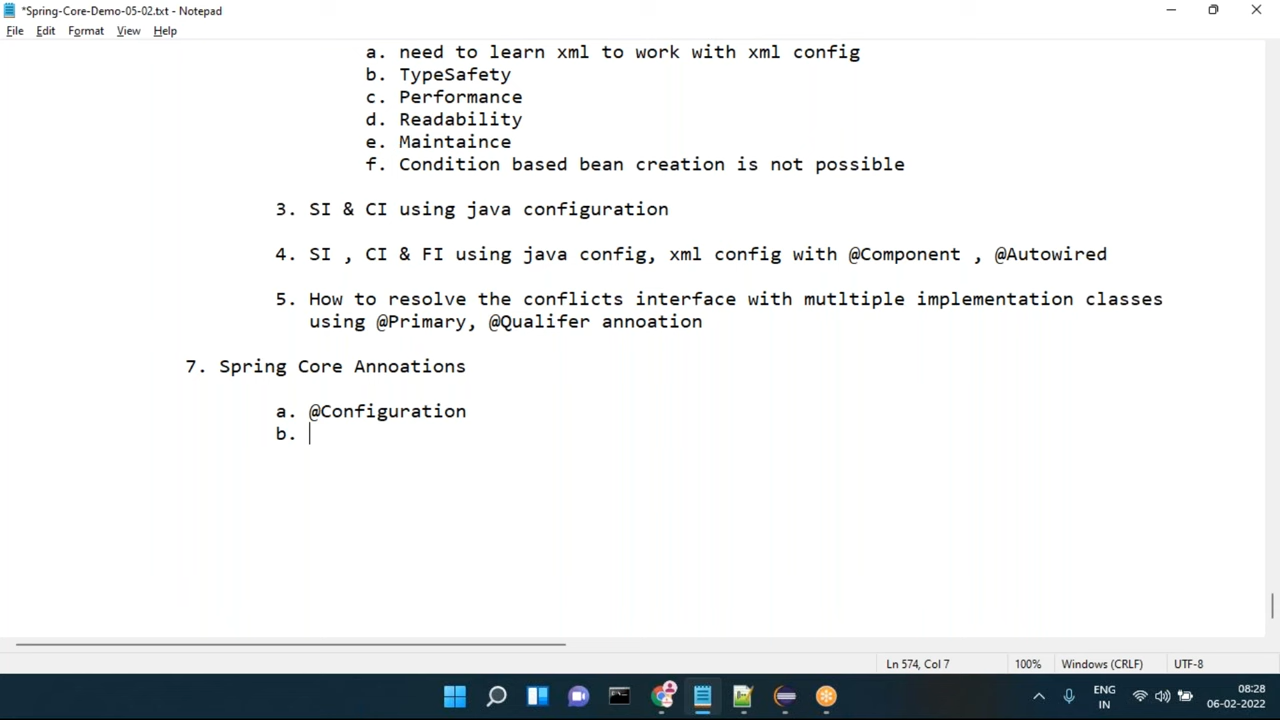 *Spring-Core-Demo-05-02.txt - Notepad
File Edit Format View Help
a. need to learn xml to work with xml config
b. TypeSafety
c. Performance
d. Readability
e. Maintaince
f. Condition based bean creation is not possible
3. SI & CI using java configuration
4. SI , CI & FI using java config, xml config with @Component , @Autowired
5. How to resolve the conflicts interface with mutltiple implementation classes
using @Primary, @Qualifer annoation
7. Spring Core Annoations
a. @Configuration
b.
Ln 574, Col 7 100% Windows (CRLF) UTF-8
ENG 08:28
IN 06-02-2022